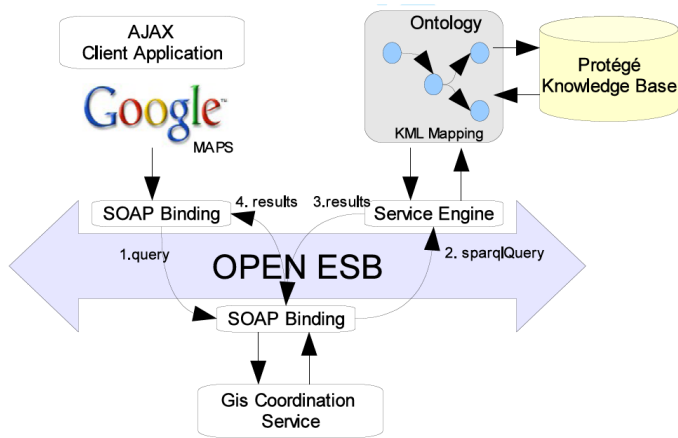 AJAX
Client Application
Google™
MAPS
Ontology
KML Mapping
Protégé
Knowledge Base
SOAP Binding
4. results
3.results
Service Engine
1.query
2. sparqlQuery
OPEN ESB
SOAP Binding
Gis Coordination
Service